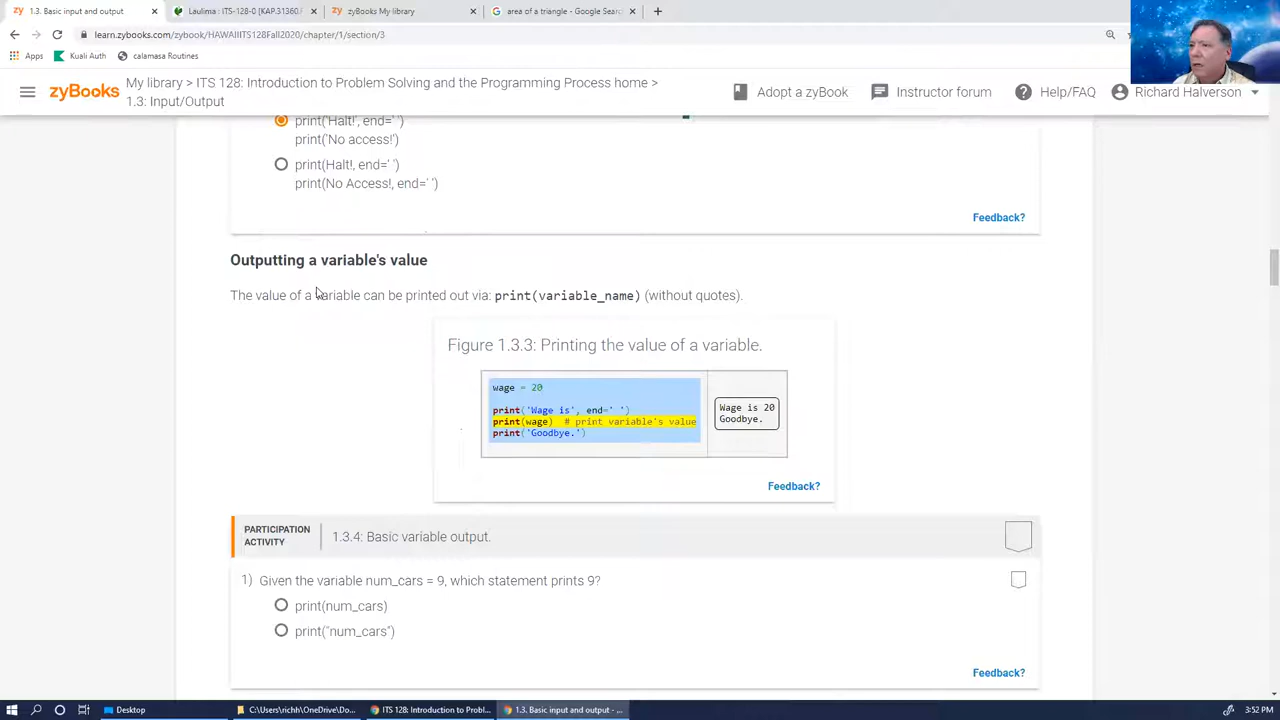 1.3. Basic input and output
Laulima : ITS-128-0 [KAP.31360.
zyBooks My library
area of a triangle - Google Searc
learn.zybooks.com/zybook/HAWAIIITS128Fall2020/chapter/1/section/3
Apps
Kuali Auth
calamasa Routines
zyBooks
My library > ITS 128: Introduction to Problem Solving and the Programming Process home >
1.3: Input/Output
Adopt a zyBook
Instructor forum
Help/FAQ
Richard Halverson
print('Halt!', end=' ')
print('No access!')
print(Halt!, end=' ')
print(No Access!, end=' ')
Feedback?
Outputting a variable's value
The value of a variable can be printed out via: print(variable_name) (without quotes).
Figure 1.3.3: Printing the value of a variable.
wage = 20
print('Wage is', end=' ')
print(wage)  # print variable's value
print('Goodbye.')
Wage is 20
Goodbye.
Feedback?
PARTICIPATION
ACTIVITY
1.3.4: Basic variable output.
1) Given the variable num_cars = 9, which statement prints 9?
print(num_cars)
print("num_cars")
Feedback?
Desktop
C:\Users\richh\OneDrive\Do...
ITS 128: Introduction to Probl...
1.3. Basic input and output - ...
3:52 PM